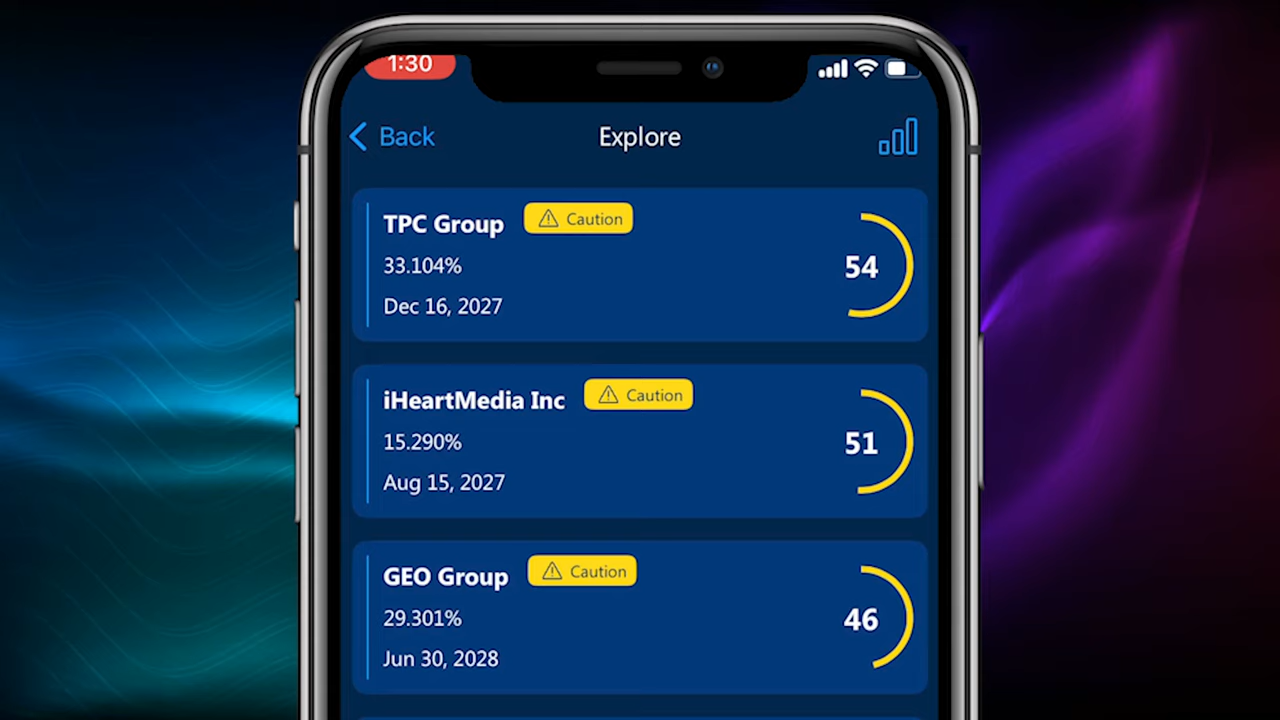 1:30
Back
Explore
TPC Group
Caution
33.104%
54
Dec 16, 2027
iHeartMedia Inc
Caution
15.290%
51
Aug 15, 2027
GEO Group
Caution
29.301%
46
Jun 30, 2028